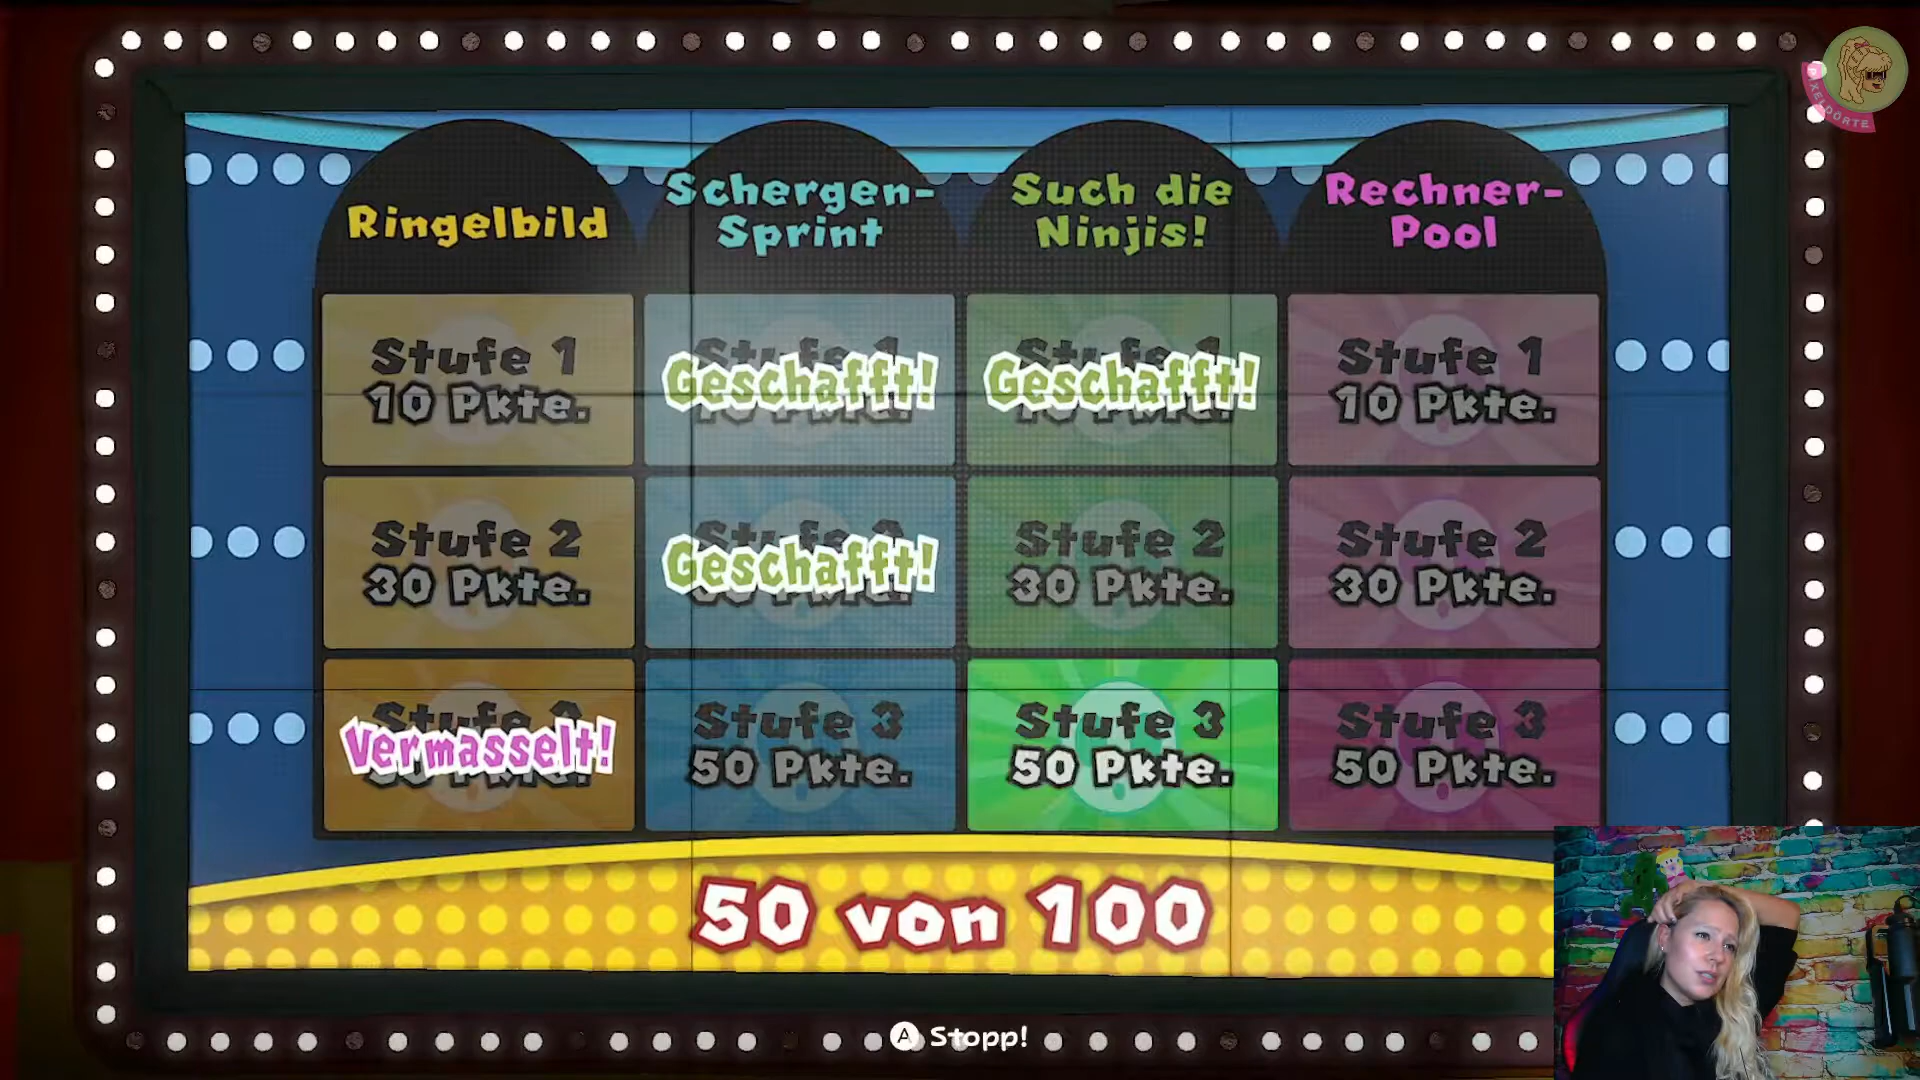 Ringelbild
Schergen-
Sprint
Such die
Ninjis!
Rechner-
Pool
Stufe 1
10 Pkte.
Geschafft!
Geschafft!
Stufe 1
10 Pkte.
Stufe 2
30 Pkte.
Geschafft!
Stufe 2
30 Pkte.
Stufe 2
30 Pkte.
Vermasselt!
Stufe 3
50 Pkte.
Stufe 3
50 Pkte.
Stufe 3
50 Pkte.
50 von 100
A Stopp!